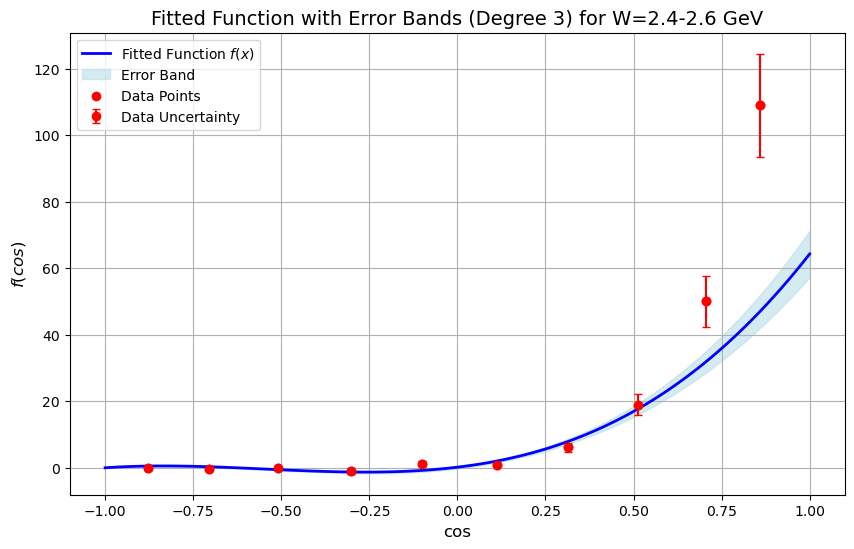 Fitted Function with Error Bands (Degree 3) for W=2.4-2.6 GeV
Fitted Function f(x)
Error Band
Data Points
Data Uncertainty
f(cos)
120
100
80
60
40
20
0
−1.00 −0.75 −0.50 −0.25 0.00 0.25 0.50 0.75 1.00
cos